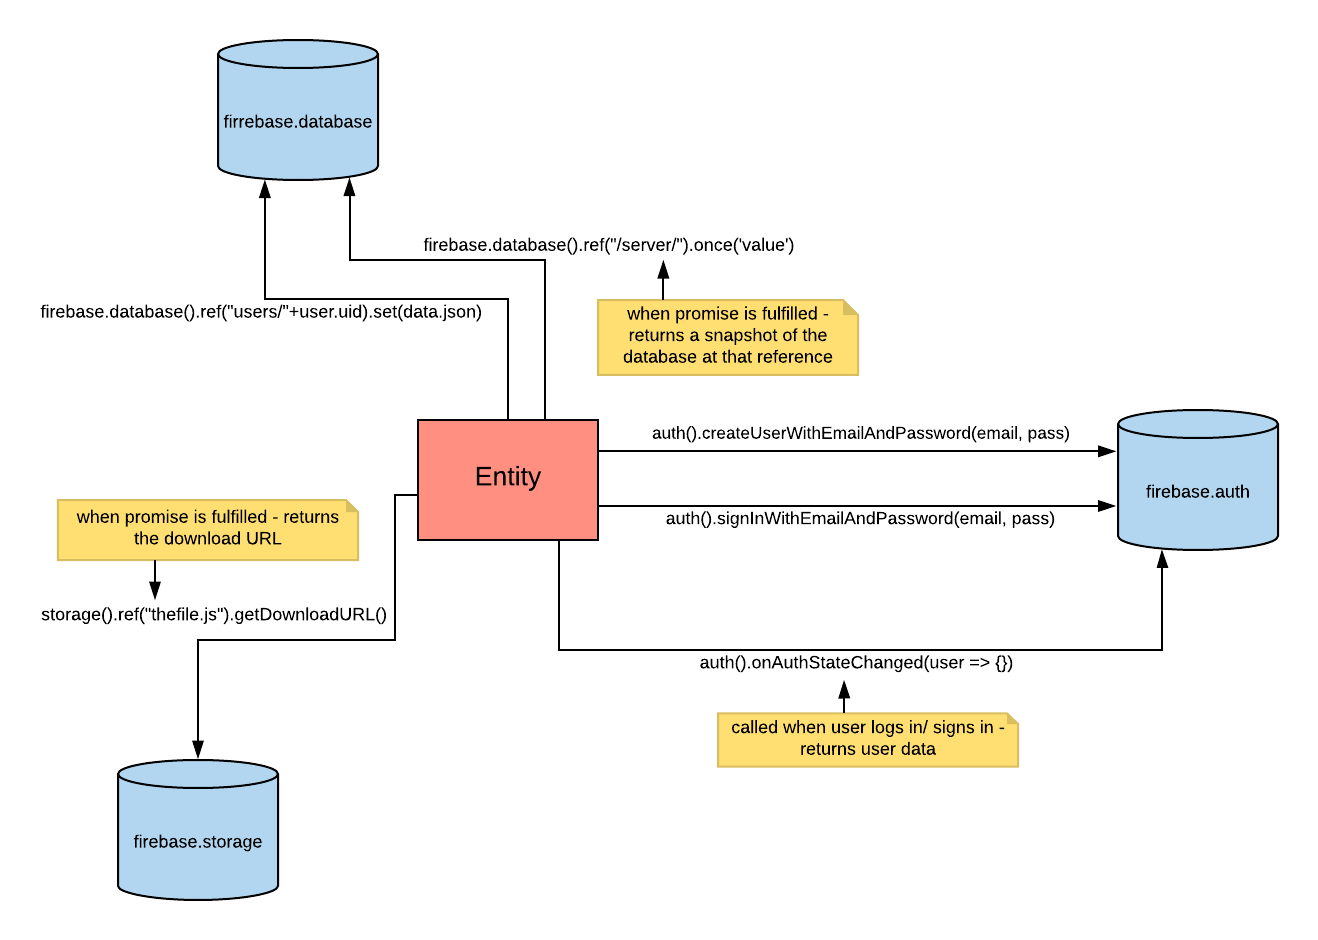 firrebase.database
firebase.database().ref("/server/").once('value')
firebase.database().ref("users/"+user.uid).set(data.json)
when promise is fulfilled -
returns a snapshot of the
database at that reference
auth().createUserWithEmailAndPassword(email, pass)
Entity
firebase.auth
auth().signInWithEmailAndPassword(email, pass)
when promise is fulfilled - returns
the download URL
storage().ref("thefile.js").getDownloadURL()
auth().onAuthStateChanged(user => {})
called when user logs in/ signs in -
returns user data
firebase.storage